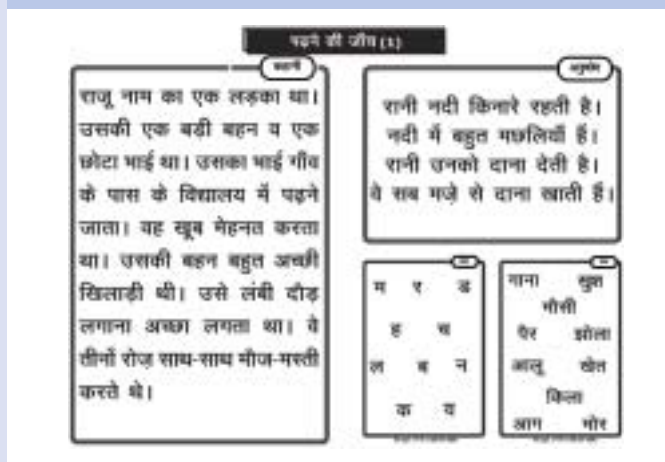 पढ़ने की जाँच (1)
कहानी
राजू नाम का एक लड़का था।
उसकी एक बड़ी बहन व एक
छोटा भाई था। उसका भाई गाँव
के पास के विद्यालय में पढ़ने
जाता। वह खूब मेहनत करता
था। उसकी बहन बहुत अच्छी
खिलाड़ी थी। उसे लंबी दौड़
लगाना अच्छा लगता था। वे
तीनों रोज़ साथ-साथ मौज-मस्ती
करते थे।
अनुच्छेद
रानी नदी किनारे रहती है।
नदी में बहुत मछलियाँ हैं।
रानी उनको दाना देती है।
वे सब मज़े से दाना खाती हैं।
म र ड
ह च
ल ब न
क व
गाना खुश
मौसी
पैर झोला
आलू खेत
किला
आग मोर